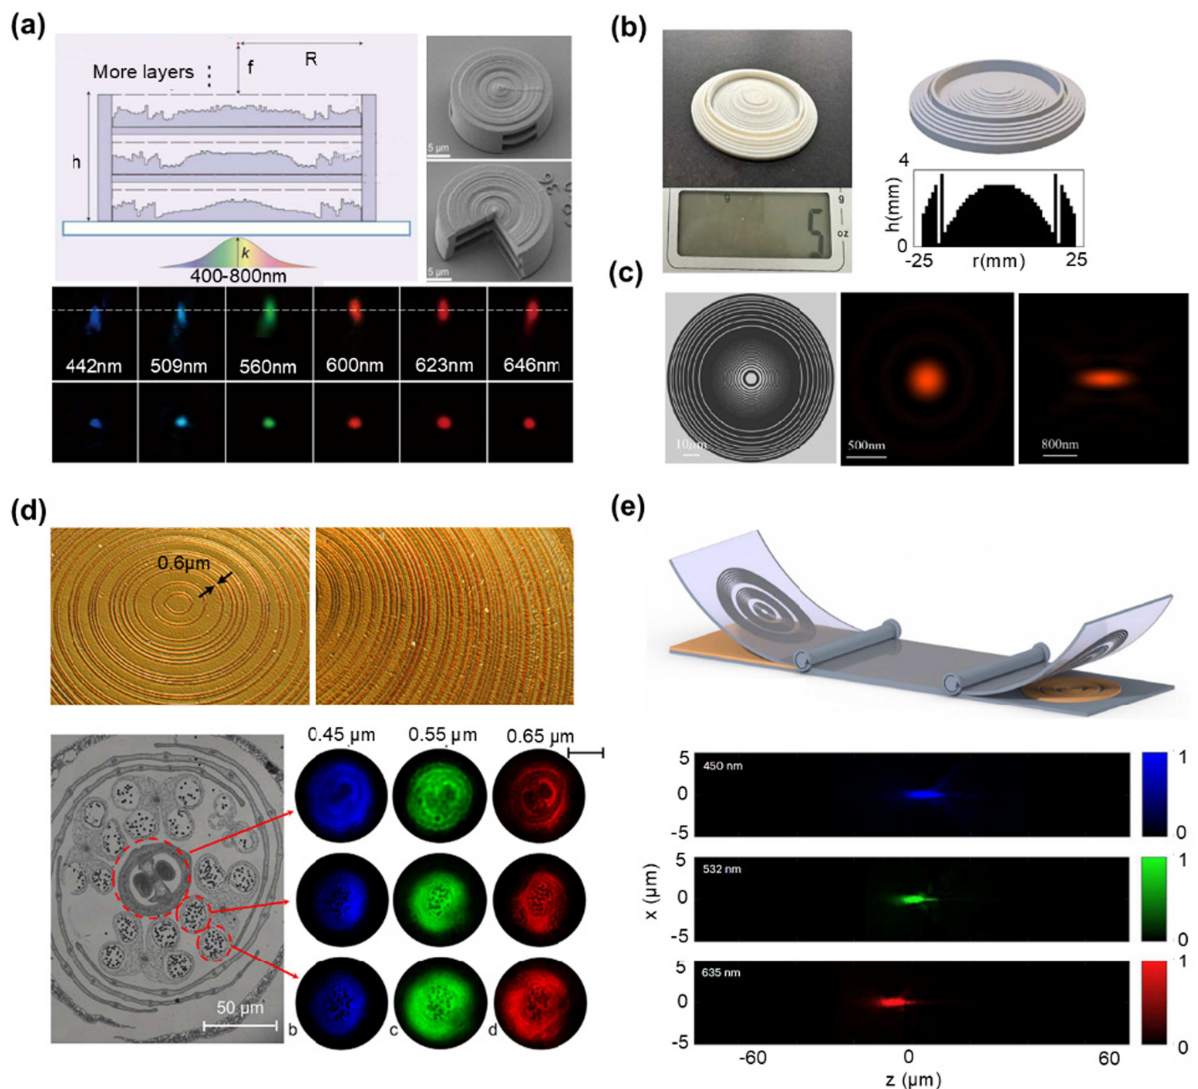 (a)
f
R
More layers
h
k
400-800nm
5 µm
5 µm
442nm 509nm 560nm 600nm 623nm 646nm
(b)
g
g
oz
5
4
h(mm)
0
-25 r(mm) 25
(c)
10µm
500nm
800nm
(d)
0.6µm
0.45 µm 0.55 µm 0.65 µm
50 µm
b c d
(e)
5
0
-5
450 nm
1
0
5
0
-5
532 nm
1
0
5
0
-5
635 nm
1
0
x (µm)
-60 0 60
z (µm)